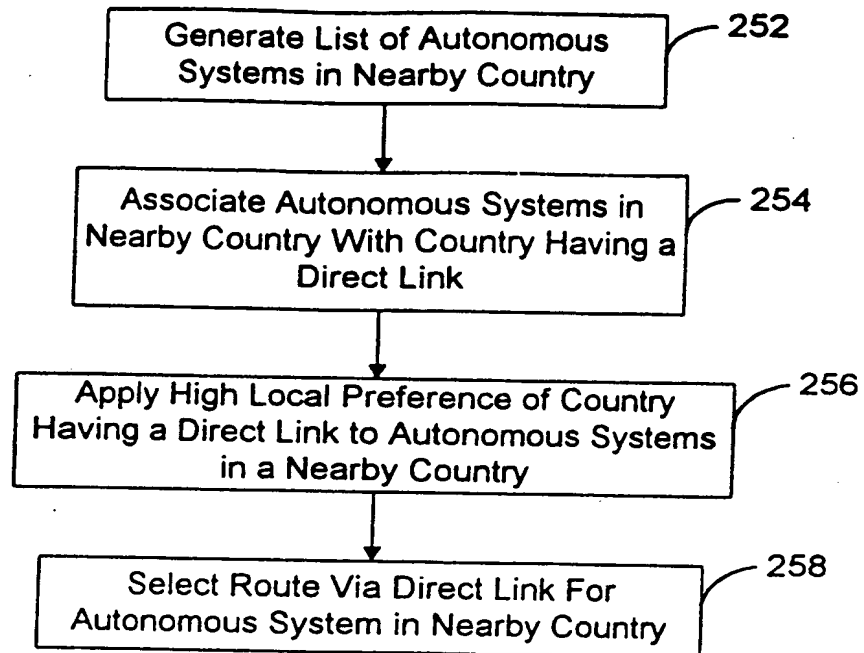 Generate List of Autonomous
Systems in Nearby Country
252
Associate Autonomous Systems in
Nearby Country With Country Having a
Direct Link
254
Apply High Local Preference of Country
Having a Direct Link to Autonomous Systems
in a Nearby Country
256
Select Route Via Direct Link For
Autonomous System in Nearby Country
258